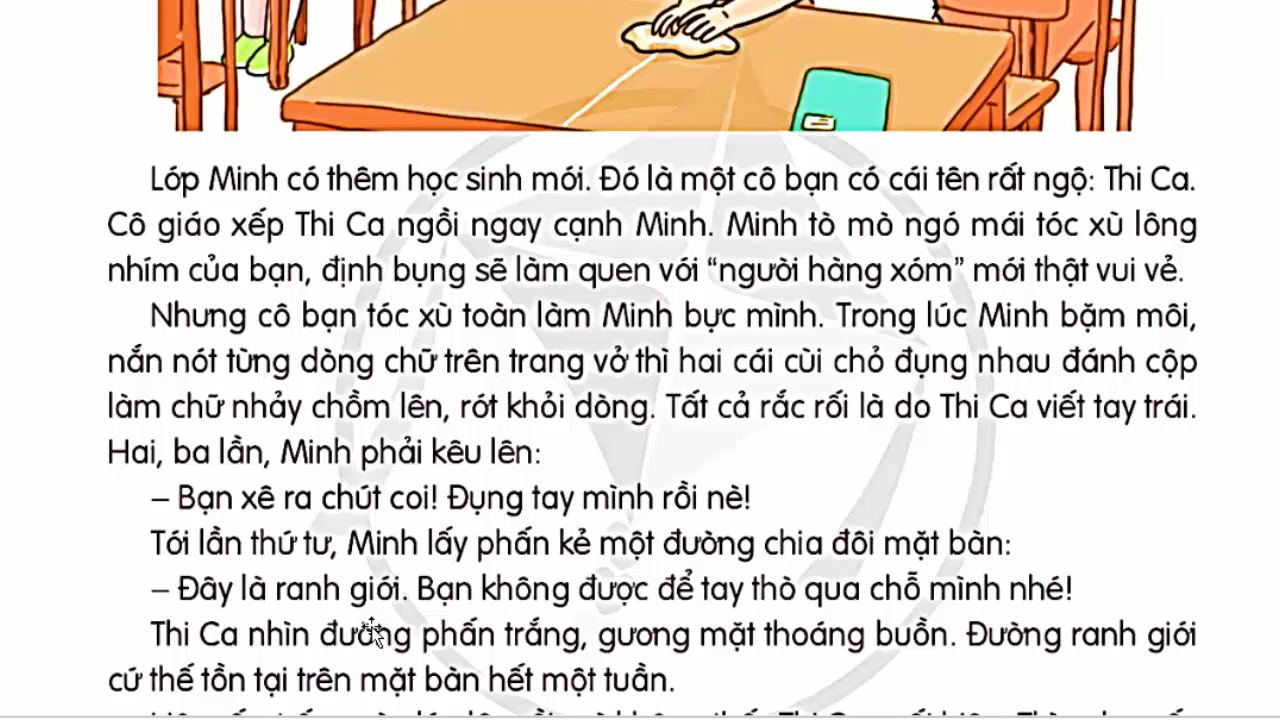 Lớp Minh có thêm học sinh mới. Đó là một cô bạn có cái tên rất ngộ: Thi Ca.
Cô giáo xếp Thi Ca ngồi ngay cạnh Minh. Minh tò mò ngó mái tóc xù lông
nhím của bạn, định bụng sẽ làm quen với “người hàng xóm” mới thật vui vẻ.
Nhưng cô bạn tóc xù toàn làm Minh bực mình. Trong lúc Minh bặm môi,
nắn nót từng dòng chữ trên trang vở thì hai cái cùi chỏ đụng nhau đánh cộp
làm chữ nhảy chồm lên, rớt khỏi dòng. Tất cả rắc rối là do Thi Ca viết tay trái.
Hai, ba lần, Minh phải kêu lên:
– Bạn xê ra chút coi! Đụng tay mình rồi nè!
Tới lần thứ tư, Minh lấy phấn kẻ một đường chia đôi mặt bàn:
– Đây là ranh giới. Bạn không được để tay thò qua chỗ mình nhé!
Thi Ca nhìn đường phấn trắng, gương mặt thoáng buồn. Đường ranh giới
cứ thế tồn tại trên mặt bàn hết một tuần.